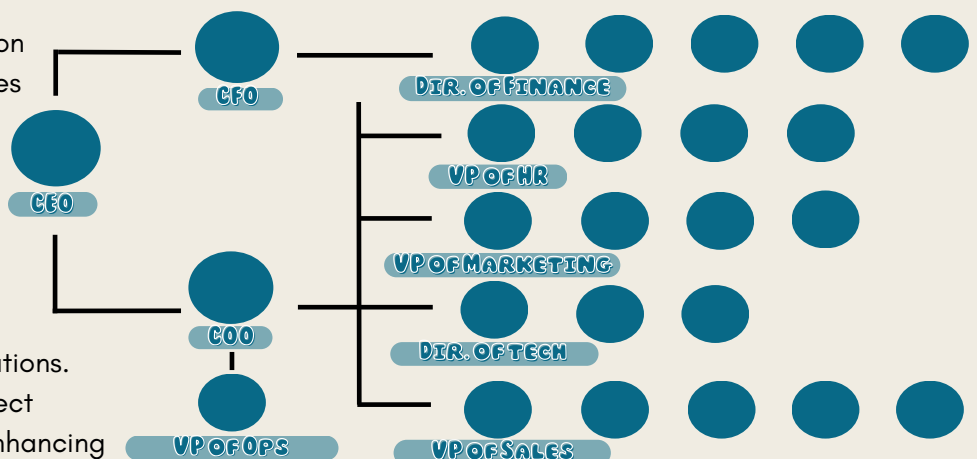 on
es
CFO
DIR. OF FINANCE
VP OF HR
CEO
VP OF MARKETING
COO
DIR. OF TECH
ations.
ect
nhancing
VP OF OPS
VP OF SALES